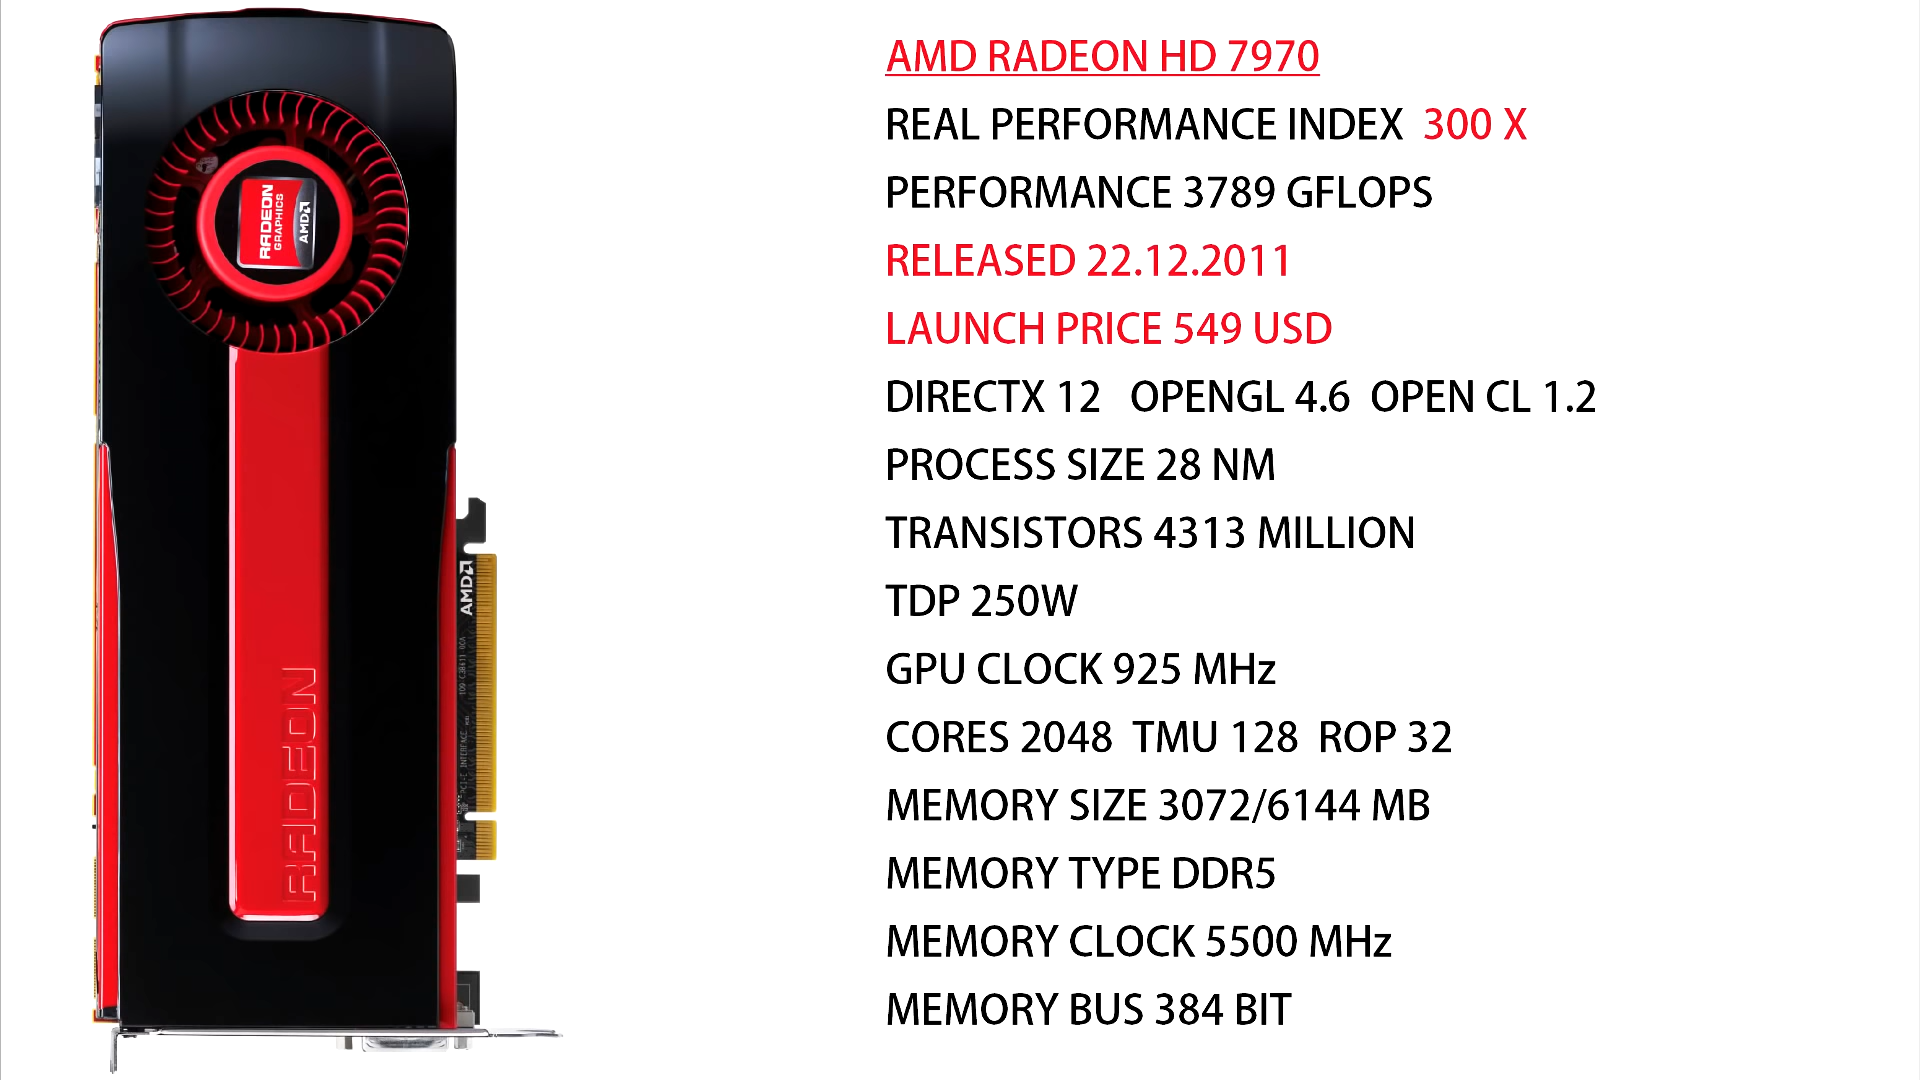 AMD RADEON HD 7970
REAL PERFORMANCE INDEX 300 X
PERFORMANCE 3789 GFLOPS
RELEASED 22.12.2011
LAUNCH PRICE 549 USD
DIRECTX 12 OPENGL 4.6 OPEN CL 1.2
PROCESS SIZE 28 NM
TRANSISTORS 4313 MILLION
TDP 250W
GPU CLOCK 925 MHz
CORES 2048 TMU 128 ROP 32
MEMORY SIZE 3072/6144 MB
MEMORY TYPE DDR5
MEMORY CLOCK 5500 MHz
MEMORY BUS 384 BIT
RADEON
GRAPHICS
AMD
RADEON
AMD
PCI-E INTERFACE